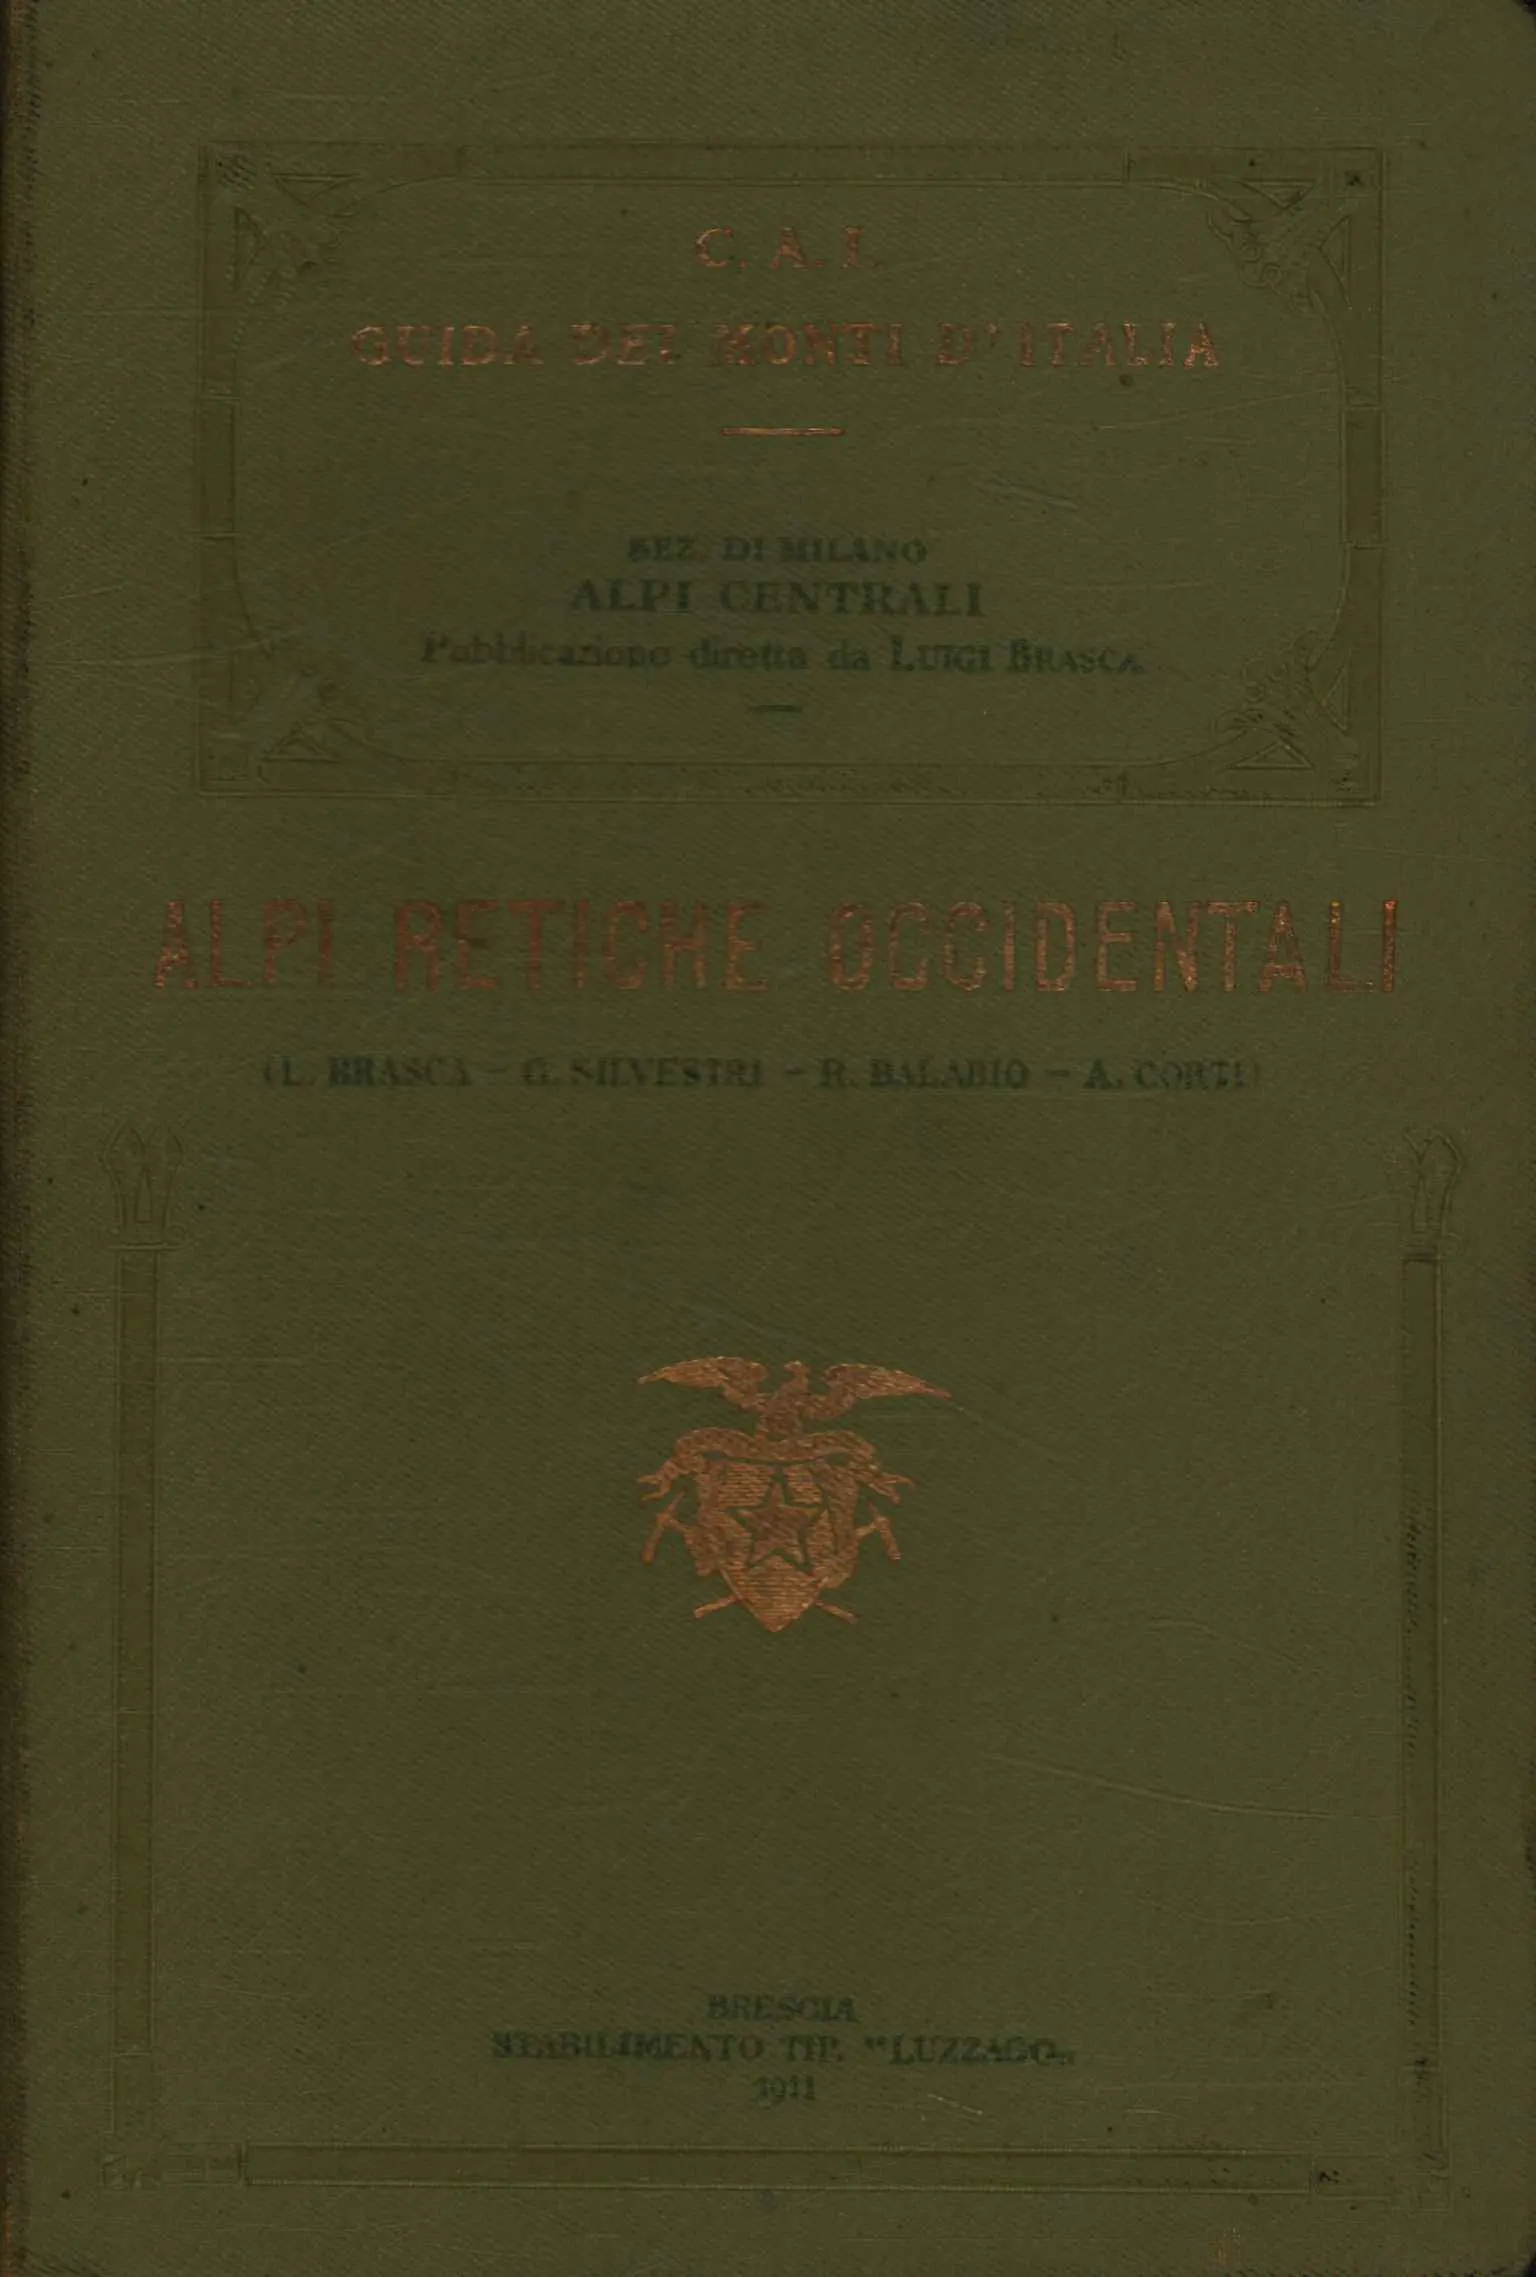 C. A. I.
GUIDA DEI MONTI D'ITALIA
SEZ. DI MILANO
ALPI CENTRALI
Pubblicazione diretta da LUIGI BRASCA
ALPI RETICHE OCCIDENTALI
(L. BRASCA - G. SILVESTRI - R. BALABIO - A. CORTI)
BRESCIA
STABILIMENTO TIP. "LUZZAGO„
1911